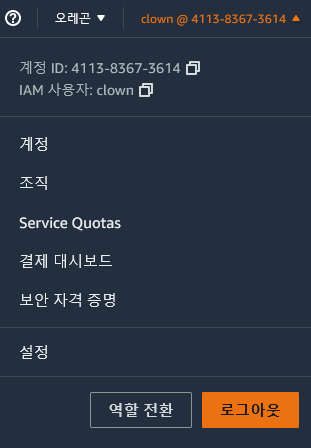 오레곤 clown @ 4113-8367-3614
계정 ID: 4113-8367-3614
IAM 사용자: clown
계정
조직
Service Quotas
결제 대시보드
보안 자격 증명
설정
역할 전환 로그아웃